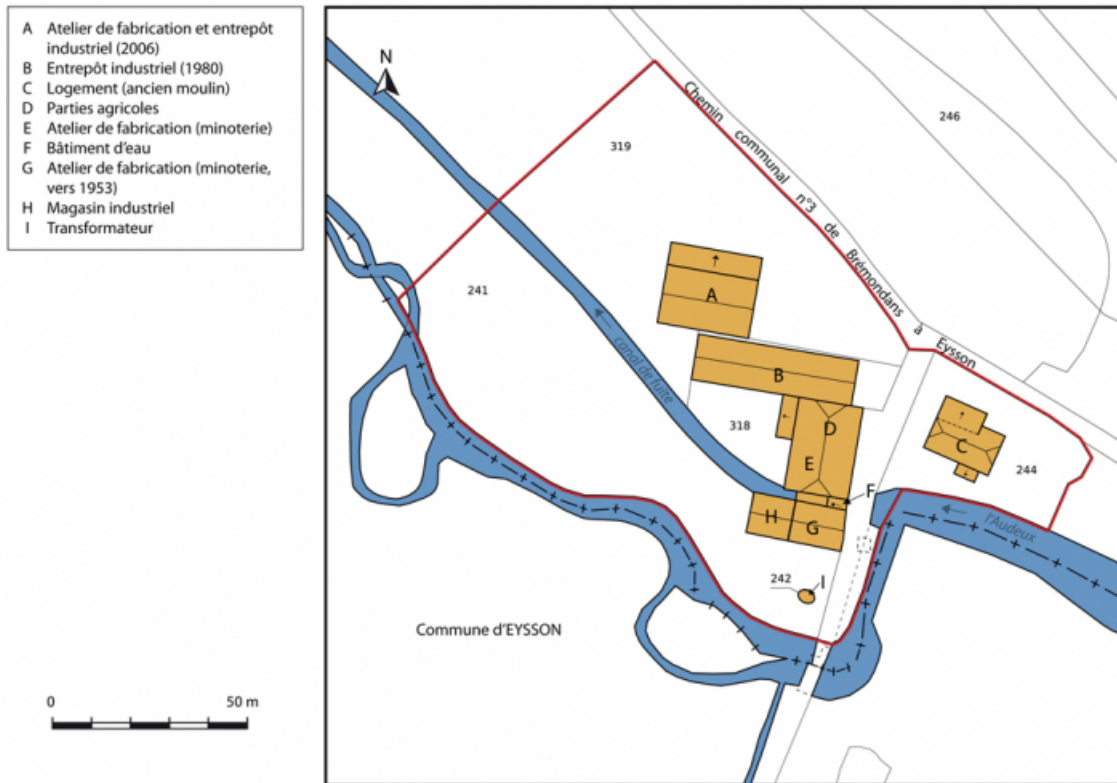 A Atelier de fabrication et entrepôt
industriel (2006)
B Entrepôt industriel (1980)
C Logement (ancien moulin)
D Parties agricoles
E Atelier de fabrication (minoterie)
F Bâtiment d'eau
G Atelier de fabrication (minoterie,
vers 1953)
H Magasin industriel
I Transformateur
N
Chemin communal n°3 de Brémondans à Eysson
246
319
241
A
canal de fuite
B
318
D
E
C
244
F
H
G
l'Audeux
242
I
Commune d'EYSSON
0 50 m